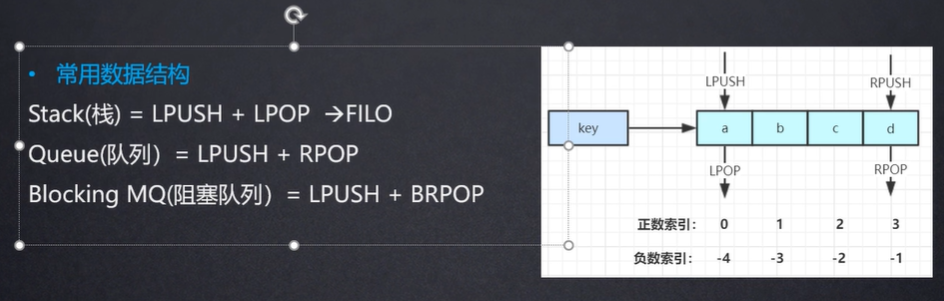 • 常用数据结构
Stack(栈) = LPUSH + LPOP →FILO
Queue(队列） = LPUSH + RPOP
Blocking MQ(阻塞队列） = LPUSH + BRPOP
LPUSH RPUSH
key a b c d
LPOP RPOP
正数索引： 0 1 2 3
负数索引： -4 -3 -2 -1